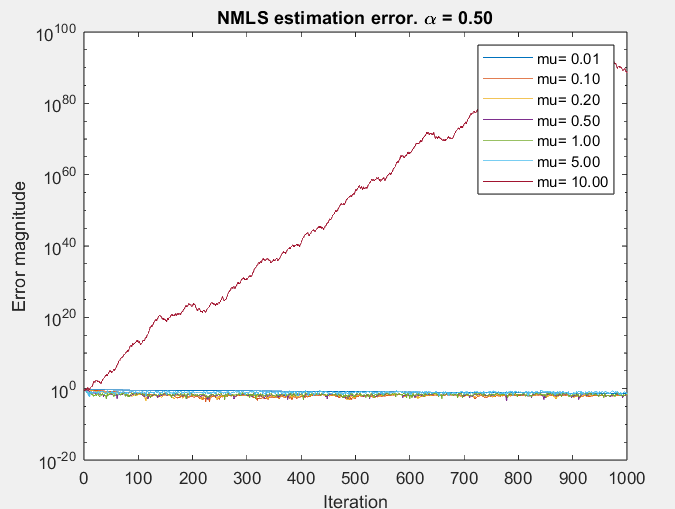 NMLS estimation error. α = 0.50
10^100
10^80
10^60
10^40
10^20
10^0
10^-20
Error magnitude
mu= 0.01
mu= 0.10
mu= 0.20
mu= 0.50
mu= 1.00
mu= 5.00
mu= 10.00
0 100 200 300 400 500 600 700 800 900 1000
Iteration